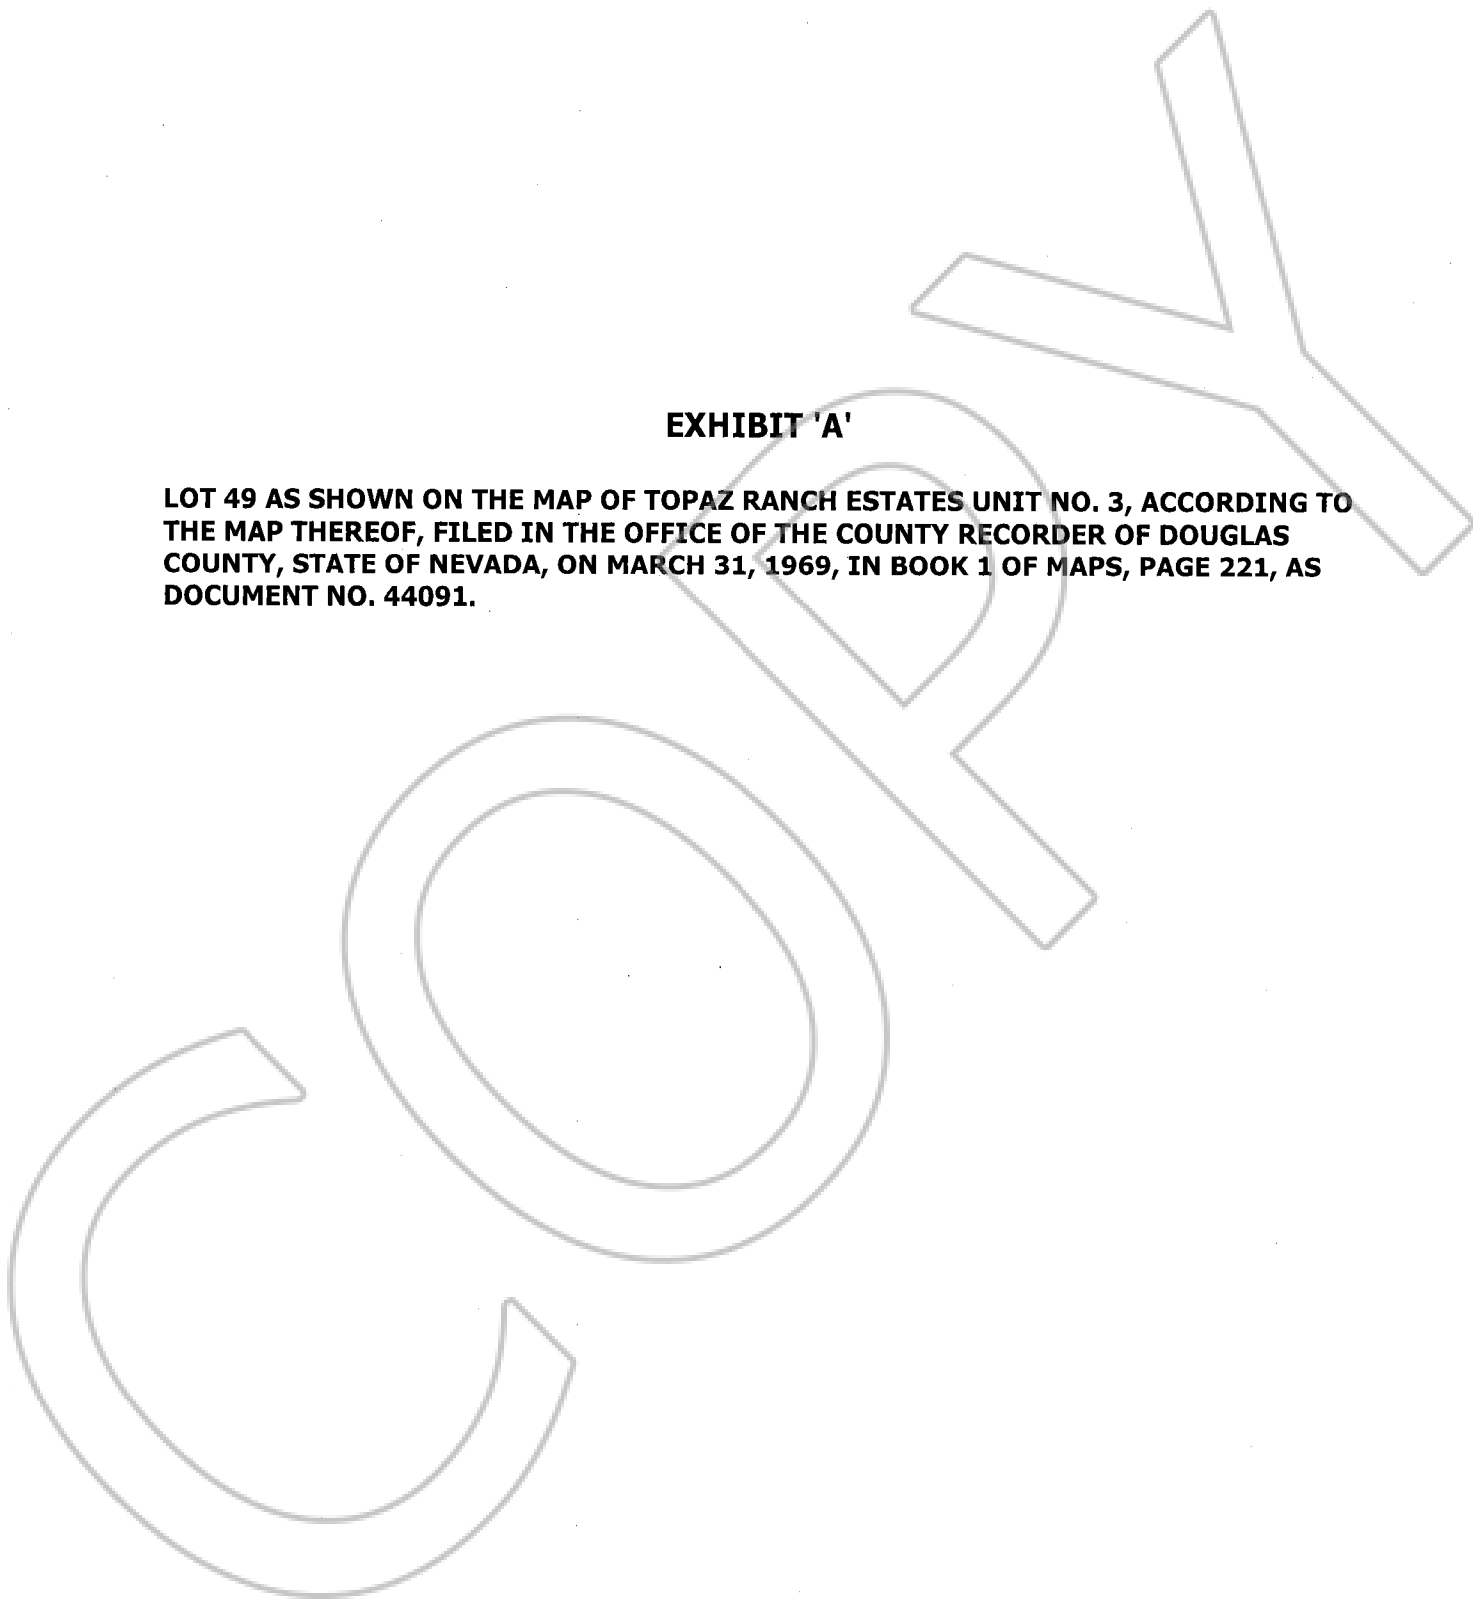 EXHIBIT 'A'
LOT 49 AS SHOWN ON THE MAP OF TOPAZ RANCH ESTATES UNIT NO. 3, ACCORDING TO
THE MAP THEREOF, FILED IN THE OFFICE OF THE COUNTY RECORDER OF DOUGLAS
COUNTY, STATE OF NEVADA, ON MARCH 31, 1969, IN BOOK 1 OF MAPS, PAGE 221, AS
DOCUMENT NO. 44091.
COPY